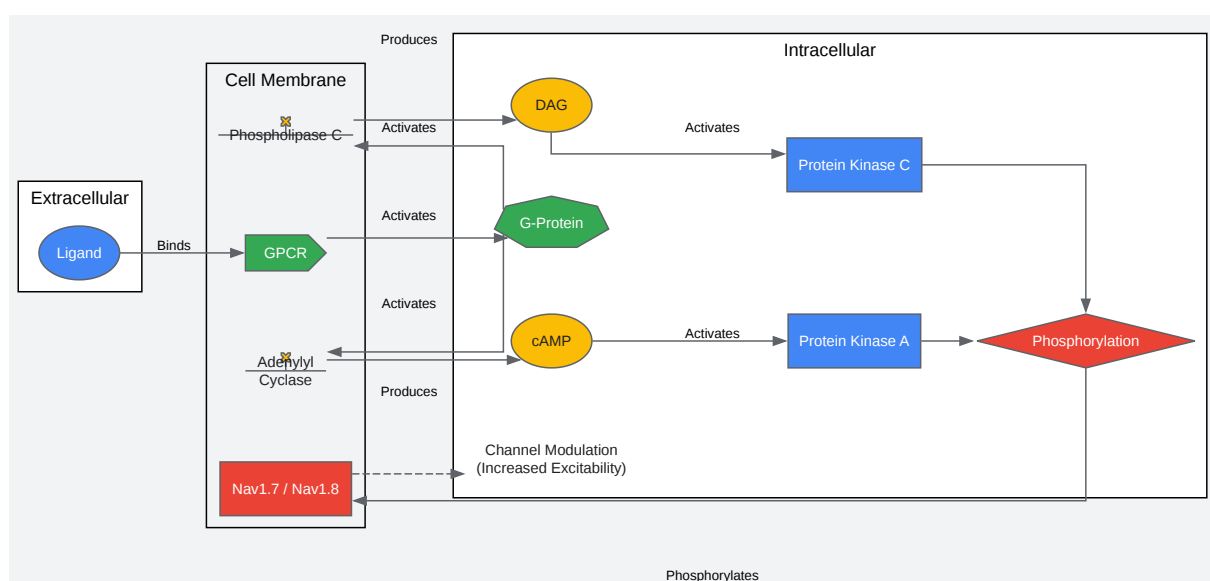 Produces
Intracellular
Cell Membrane
DAG
Phospholipase C
Activates
Activates
Protein Kinase C
Extracellular
Activates
G-Protein
Ligand
Binds
GPCR
Activates
cAMP
Activates
Protein Kinase A
Phosphorylation
Adenylyl
Cyclase
Produces
Channel Modulation
(Increased Excitability)
Nav1.7 / Nav1.8
Phosphorylates